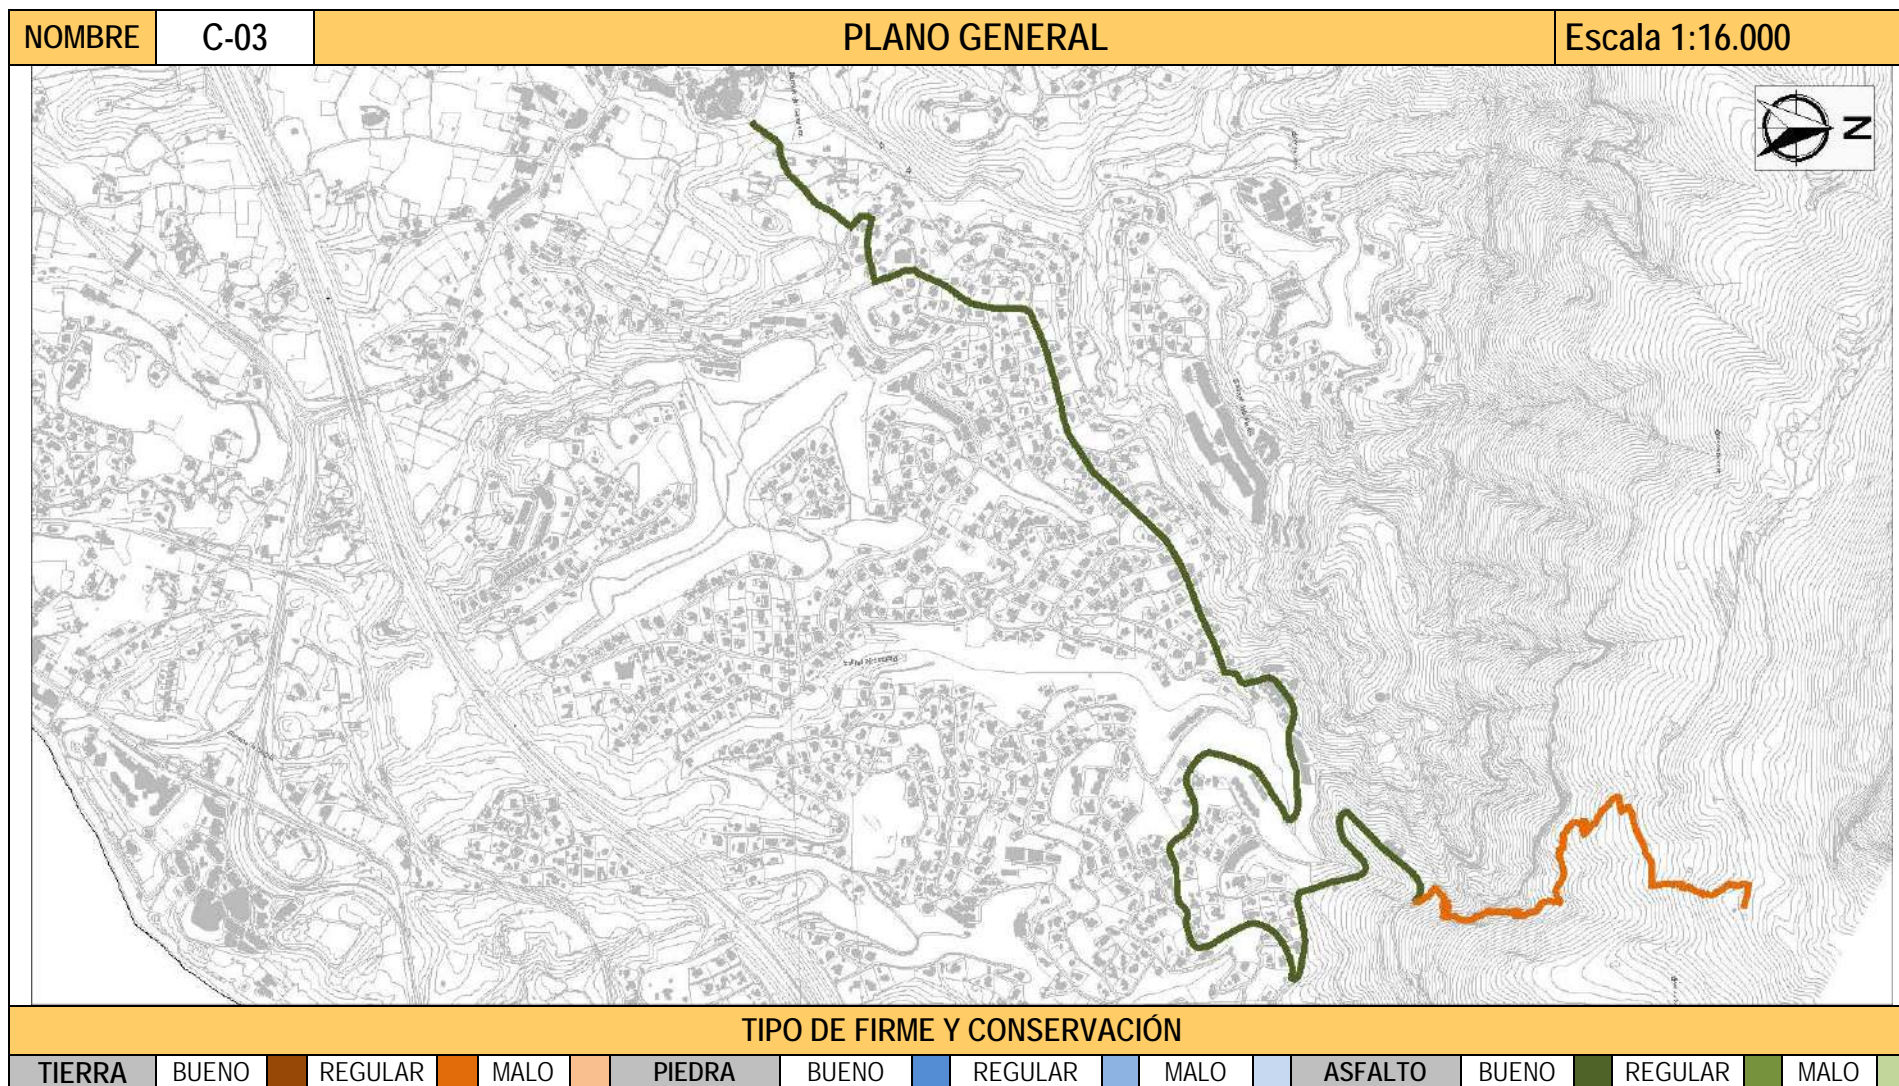 NOMBRE C-03 PLANO GENERAL Escala 1:16.000
N
TIPO DE FIRME Y CONSERVACIÓN
TIERRA BUENO REGULAR MALO PIEDRA BUENO REGULAR MALO ASFALTO BUENO REGULAR MALO